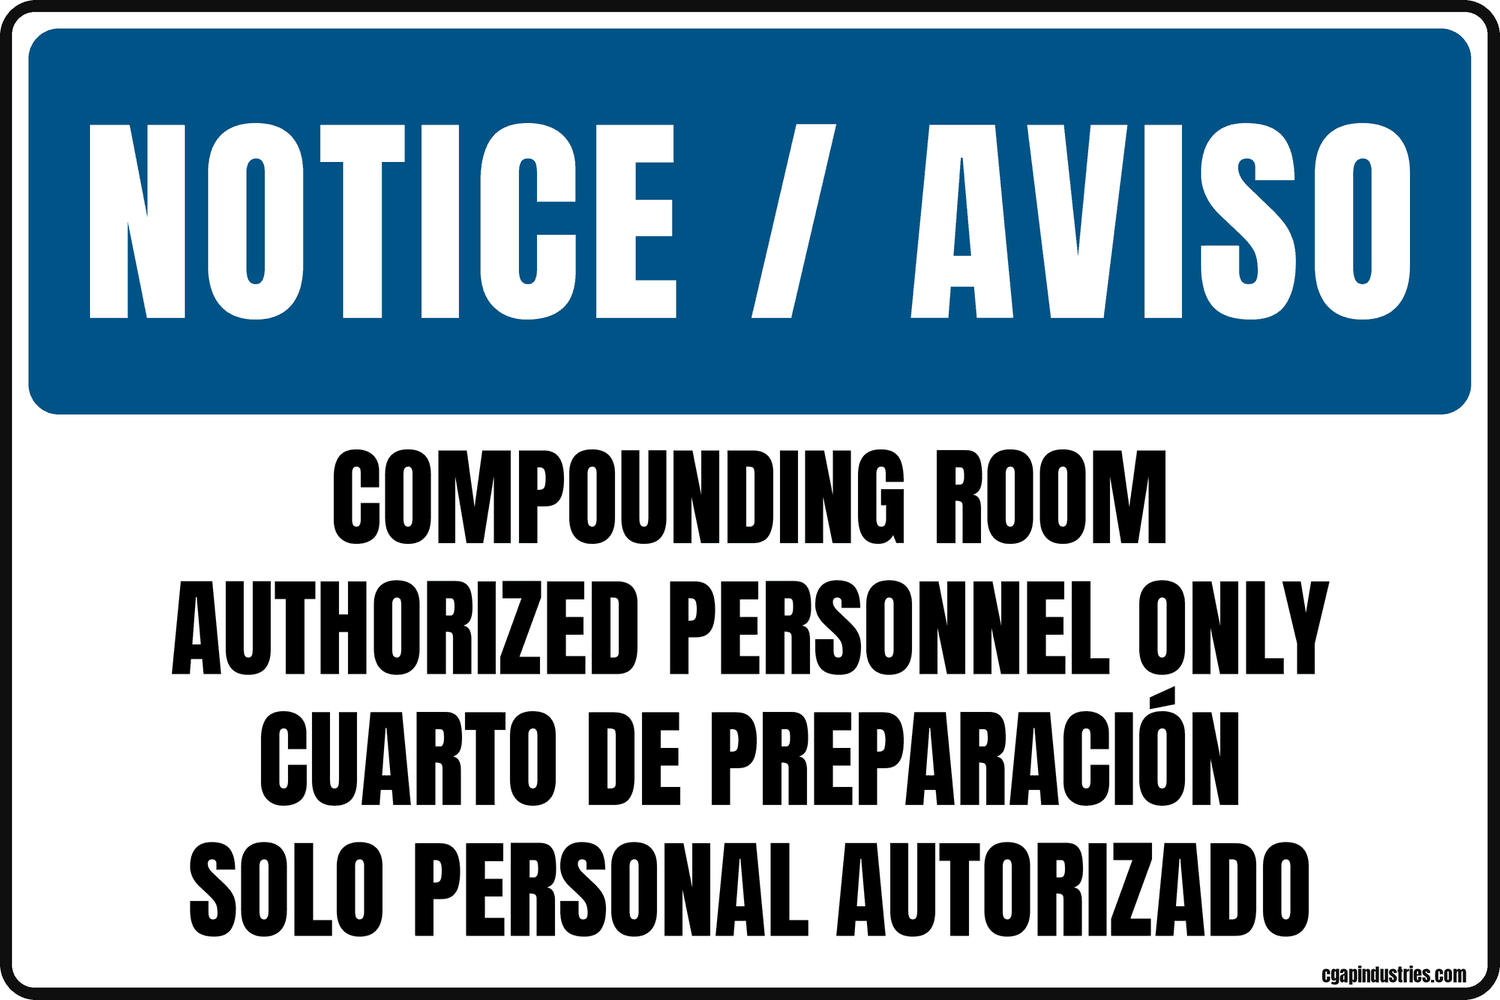 NOTICE / AVISO
COMPOUNDING ROOM
AUTHORIZED PERSONNEL ONLY
CUARTO DE PREPARACIÓN
SOLO PERSONAL AUTORIZADO
cgapindustries.com